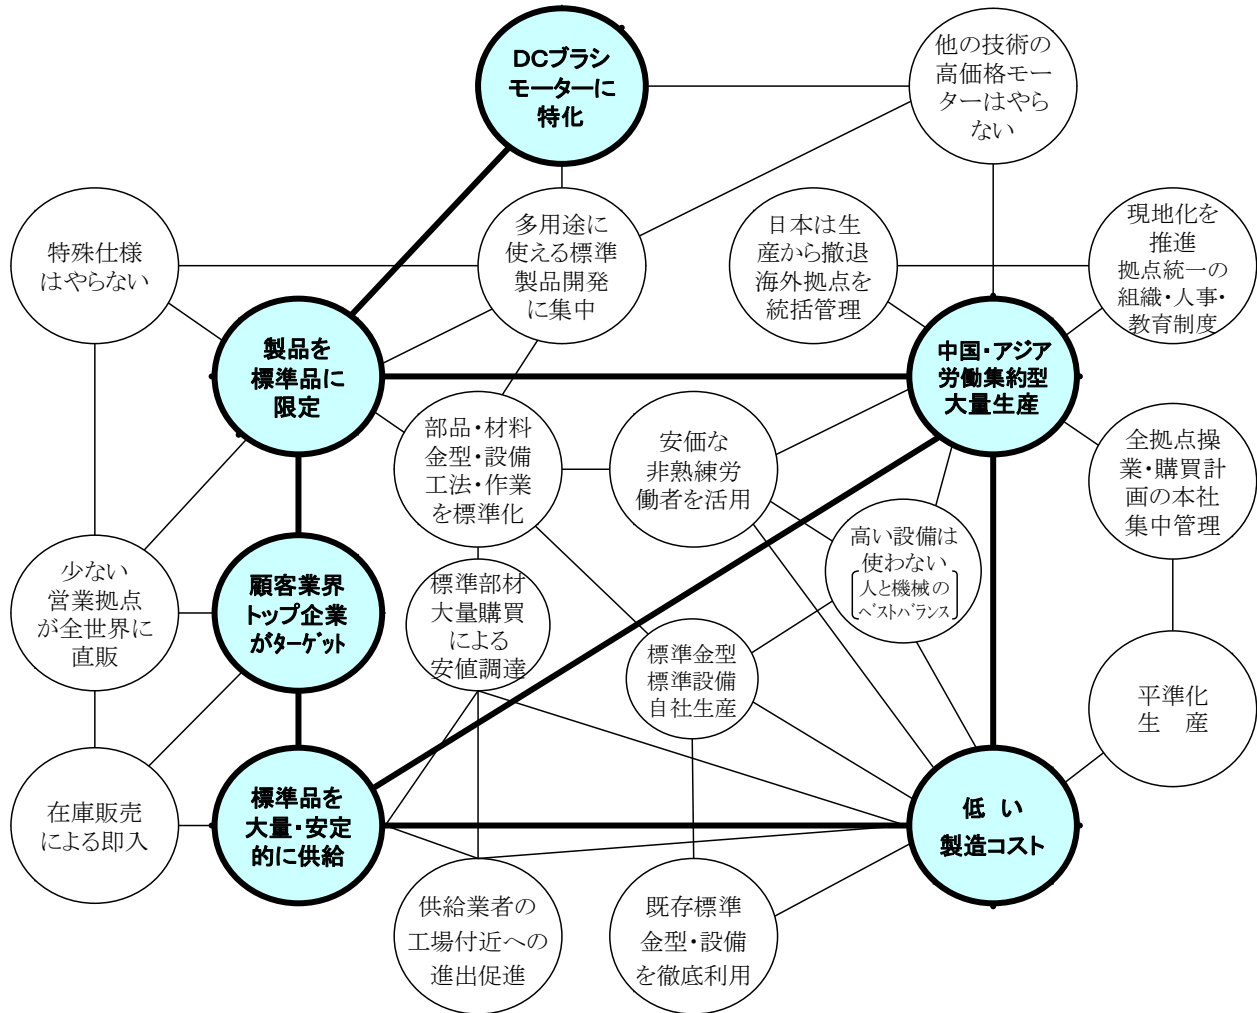 DCブラシ
モーターに
特化
他の技術の
高価格モー
ターはやら
ない
特殊仕様
はやらない
多用途に
使える標準
製品開発
に集中
日本は生
産から撤退
海外拠点を
統括管理
現地化を
推進
拠点統一の
組織・人事・
教育制度
製品を
標準品に
限定
中国・アジア
労働集約型
大量生産
部品・材料
金型・設備
工法・作業
を標準化
安価な
非熟練労
働者を活用
全拠点操
業・購買計
画の本社
集中管理
高い設備は
使わない
人と機械の
ベストバランス
少ない
営業拠点
が全世界に
直販
顧客業界
トップ企業
がターゲット
標準部材
大量購買
による
安値調達
標準金型
標準設備
自社生産
平準化
生　産
在庫販売
による即入
標準品を
大量・安定
的に供給
低　い
製造コスト
供給業者の
工場付近への
進出促進
既存標準
金型・設備
を徹底利用